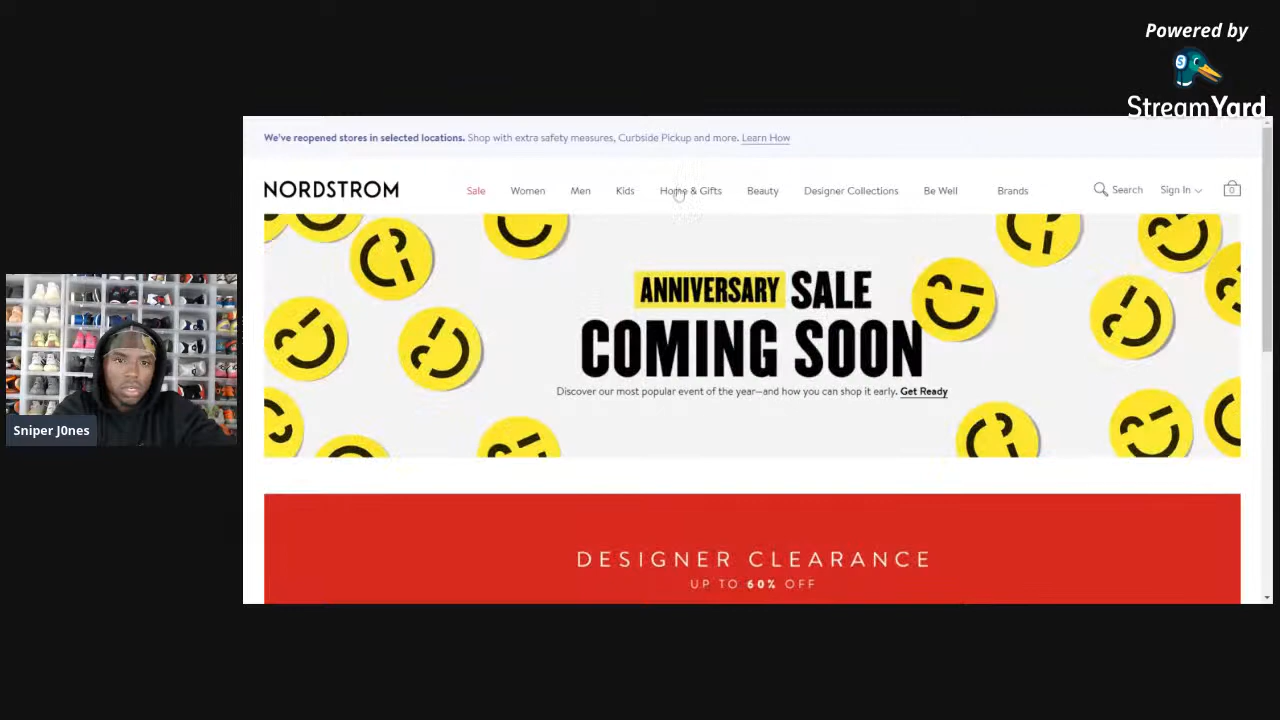 Powered by
StreamYard
We've reopened stores in selected locations. Shop with extra safety measures, Curbside Pickup and more. Learn How
NORDSTROM
Sale Women Men Kids Home & Gifts Beauty Designer Collections Be Well Brands
Search Sign In 0
ANNIVERSARY SALE
COMING SOON
Discover our most popular event of the year—and how you can shop it early. Get Ready
Sniper J0nes
DESIGNER CLEARANCE
UP TO 60% OFF